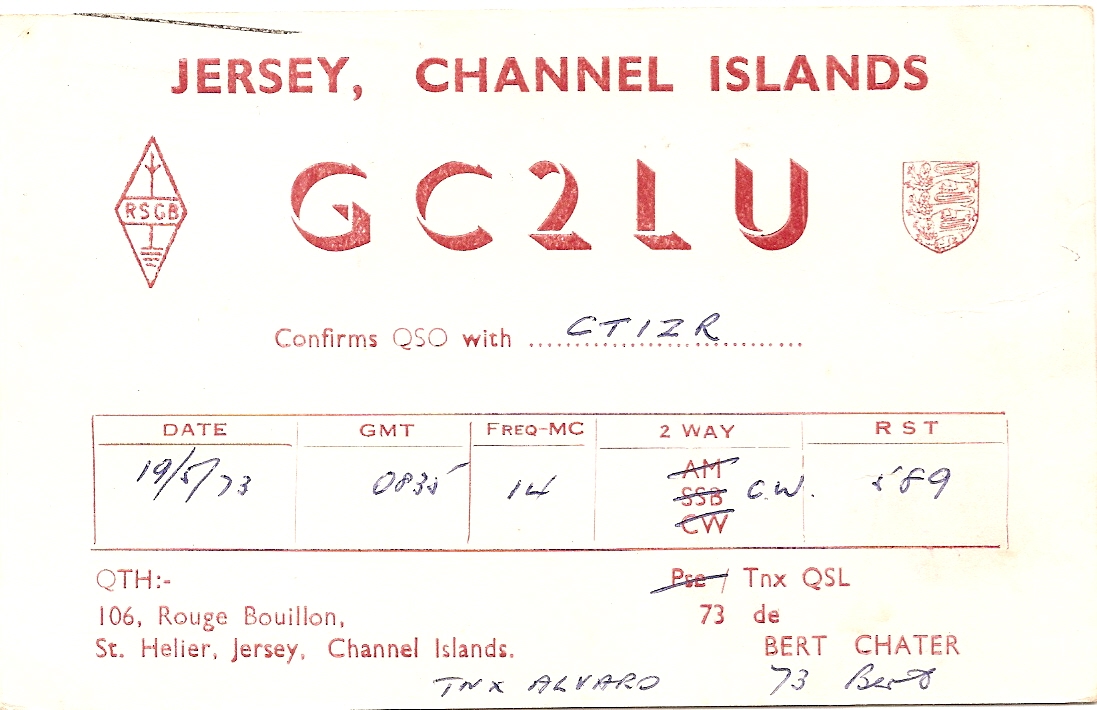 JERSEY, CHANNEL ISLANDS
RSGB
GC2LU
Confirms QSO with CT1ZR
DATE GMT FREQ-MC 2 WAY RST
19/5/73 0835 14 AM SSB CW C.W. 589
QTH:-
106, Rouge Bouillon,
St. Helier, Jersey, Channel Islands.
Pse / Tnx QSL
73 de
BERT CHATER
TNX ALVARO 73 Bert